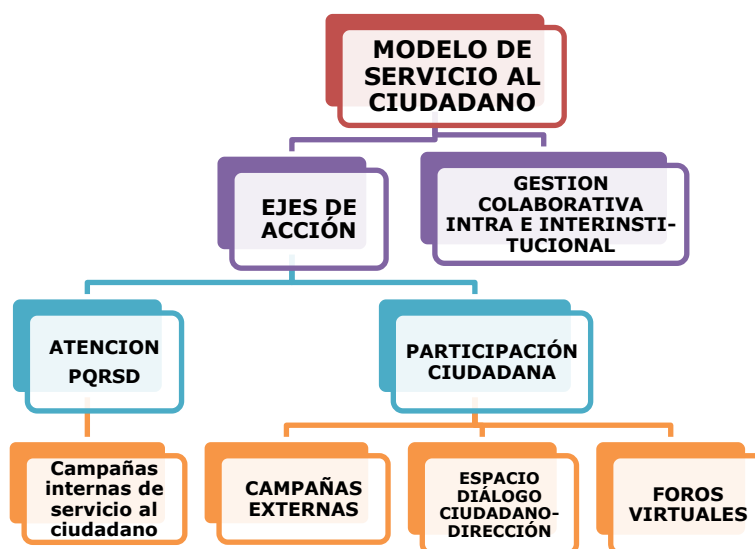 MODELO DE
SERVICIO AL
CIUDADANO
EJES DE
ACCIÓN
GESTION
COLABORATIVA
INTRA E INTERINSTI-
TUCIONAL
ATENCION
PQRSD
PARTICIPACIÓN
CIUDADANA
Campañas
internas de
servicio al
ciudadano
CAMPAÑAS
EXTERNAS
ESPACIO
DIÁLOGO
CIUDADANO-
DIRECCIÓN
FOROS
VIRTUALES